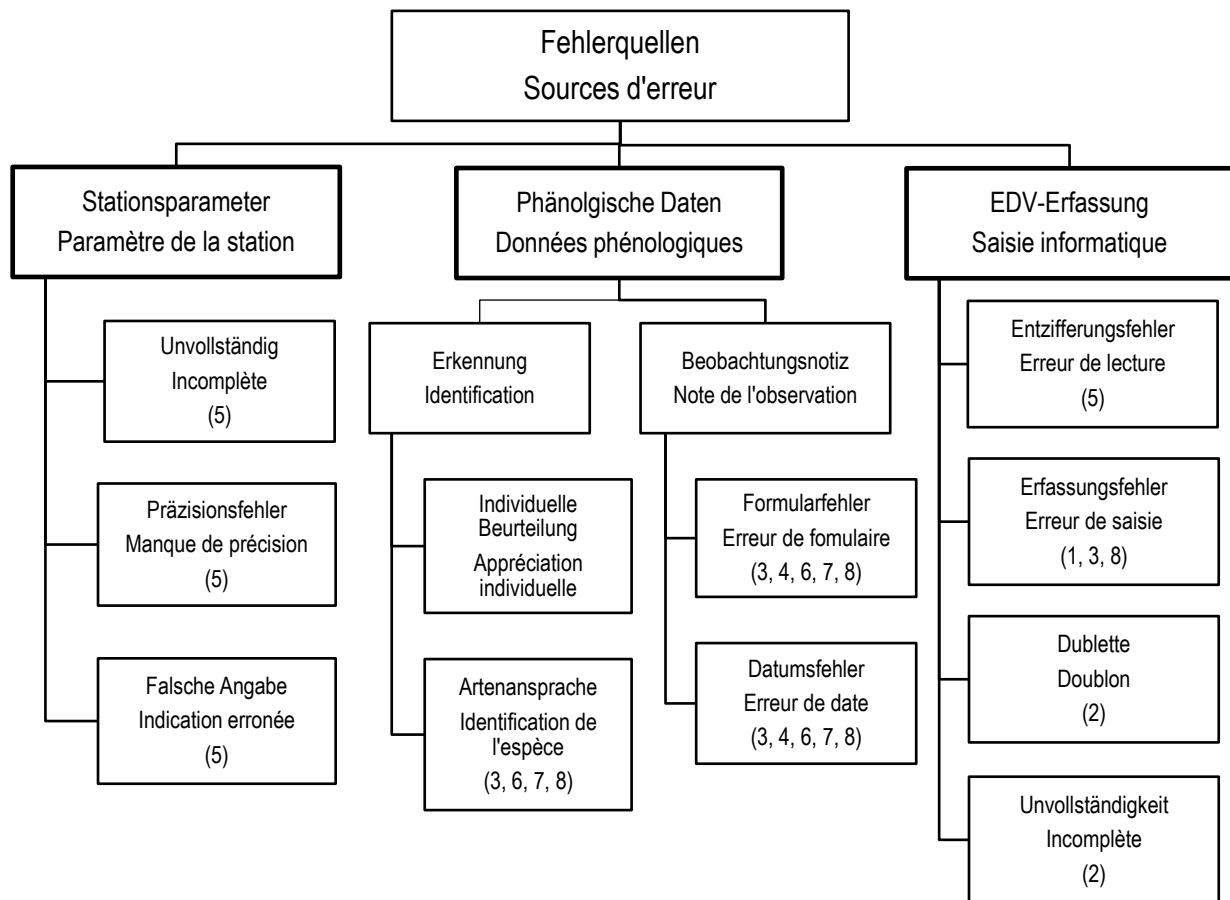 Fehlerquellen
Sources d'erreur
Stationsparameter
Paramètre de la station
Phänolgische Daten
Données phénologiques
EDV-Erfassung
Saisie informatique
Unvollständig
Incomplète
(5)
Präzisionsfehler
Manque de précision
(5)
Falsche Angabe
Indication erronée
(5)
Erkennung
Identification
Individuelle
Beurteilung
Appréciation
individuelle
Artenansprache
Identification de
l'espèce
(3, 6, 7, 8)
Beobachtungsnotiz
Note de l'observation
Formularfehler
Erreur de fomulaire
(3, 4, 6, 7, 8)
Datumsfehler
Erreur de date
(3, 4, 6, 7, 8)
Entzifferungsfehler
Erreur de lecture
(5)
Erfassungsfehler
Erreur de saisie
(1, 3, 8)
Dublette
Doublon
(2)
Unvollständigkeit
Incomplète
(2)